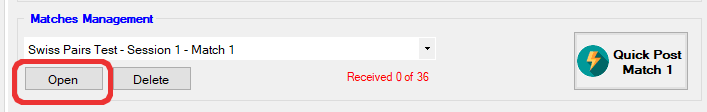 Matches Management
Swiss Pairs Test - Session 1 - Match 1
Open
Delete
Received 0 of 36
Quick Post
Match 1